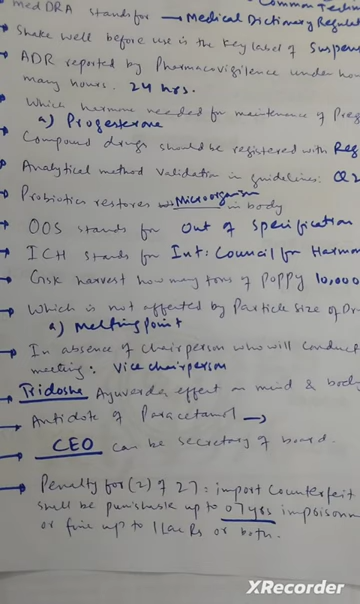 Common Techn
MedDRA stands for → Medical Dictionary Regulat
Shake well before use is the key label of Suspens
ADR reported by Pharmacovigilence under how
many hours. 24 hrs.
Which hormone needed for maintenance of Preg
a) Progesterone
Compound drugs should be registered with Reg
Analytical method validation in guidelines: Q2
Probiotics restores Microorganism in body
OOS stands for Out of Specification
ICH stands for Int: Council for Harmon
Gsk harvest how many tons of Poppy 10,000
Which is not affected by Particle size of Dr
a) Melting point
In absence of chairperson who will conduct
meeting: Vice chairperson
Tridosha Ayurveda effect on mind & body
Antidote of Paracetamol →
CEO can be secretary of board.
Penalty for (2) of 27: import Counterfeit
shall be punishable up to 07 yrs
or fine up to 1 Lac Rs or both.
XRecorder